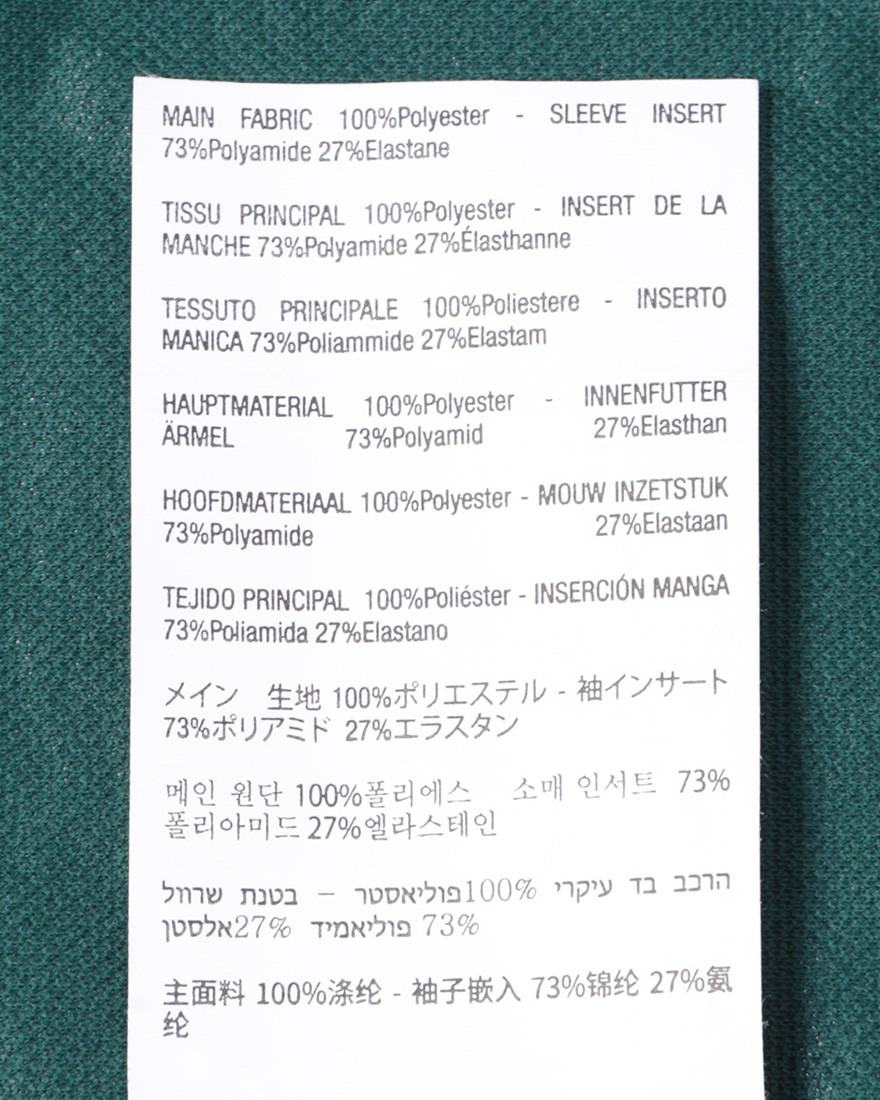 MAIN FABRIC 100%Polyester - SLEEVE INSERT
73%Polyamide 27%Elastane
TISSU PRINCIPAL 100%Polyester - INSERT DE LA
MANCHE 73%Polyamide 27%Élasthanne
TESSUTO PRINCIPALE 100%Poliestere - INSERTO
MANICA 73%Poliammide 27%Elastam
HAUPTMATERIAL 100%Polyester - INNENFUTTER
ÄRMEL 73%Polyamid 27%Elasthan
HOOFDMATERIAAL 100%Polyester - MOUW INZETSTUK
73%Polyamide 27%Elastaan
TEJIDO PRINCIPAL 100%Poliéster - INSERCIÓN MANGA
73%Poliamida 27%Elastano
メイン 生地 100%ポリエステル - 袖インサート
73%ポリアミド 27%エラスタン
메인 원단 100%폴리에스 소매 인서트 73%
폴리아미드 27%엘라스테인
הרכב בד עיקרי 100%פוליאסטר – בטנת שרוול
73% פוליאמיד 27%אלסטן
主面料 100%涤纶 - 袖子嵌入 73%锦纶 27%氨
纶